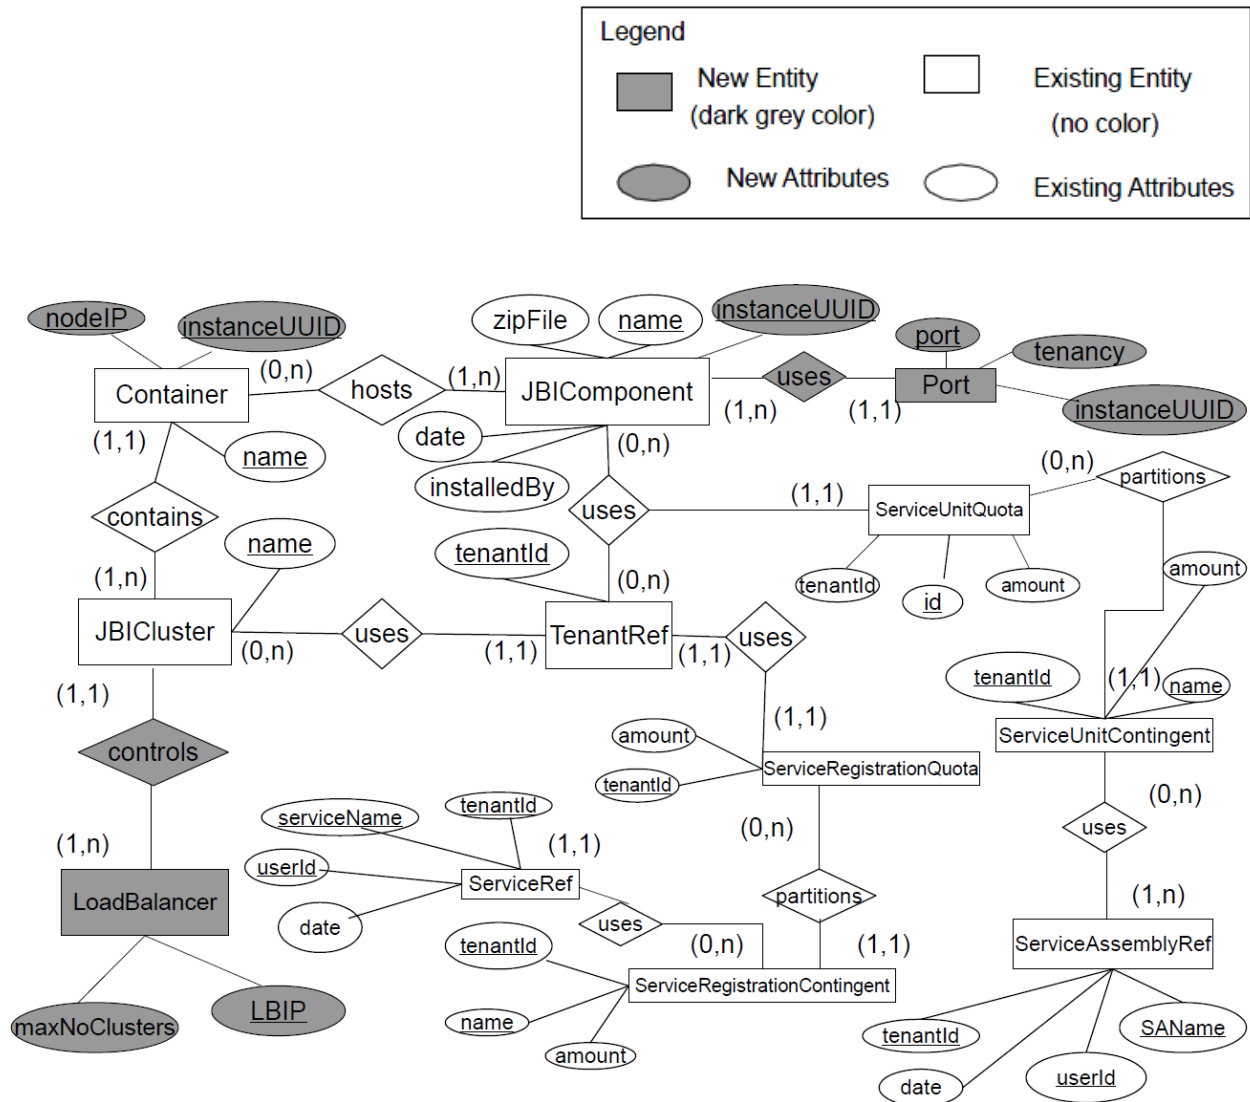 Legend
New Entity
(dark grey color)
Existing Entity
(no color)
New Attributes
Existing Attributes
nodeIP
instanceUUID
zipFile
name
instanceUUID
port
tenancy
Container
(0,n)
hosts
(1,n)
JBIComponent
uses
Port
(1,n)
(1,1)
instanceUUID
(1,1)
name
date
(0,n)
installedBy
(0,n)
partitions
contains
uses
(1,1)
ServiceUnitQuota
name
tenantId
tenantId
id
amount
amount
(1,n)
(0,n)
JBICluster
(0,n)
uses
(1,1)
TenantRef
(1,1)
uses
(1,1)
tenantId
(1,1)
name
controls
amount
tenantId
ServiceRegistrationQuota
ServiceUnitContingent
(0,n)
uses
(1,n)
serviceName
tenantId
(1,1)
(0,n)
userId
ServiceRef
date
uses
partitions
(1,n)
LoadBalancer
tenantId
(0,n)
(1,1)
ServiceAssemblyRef
ServiceRegistrationContingent
maxNoClusters
LBIP
name
amount
tenantId
SAName
date
userId